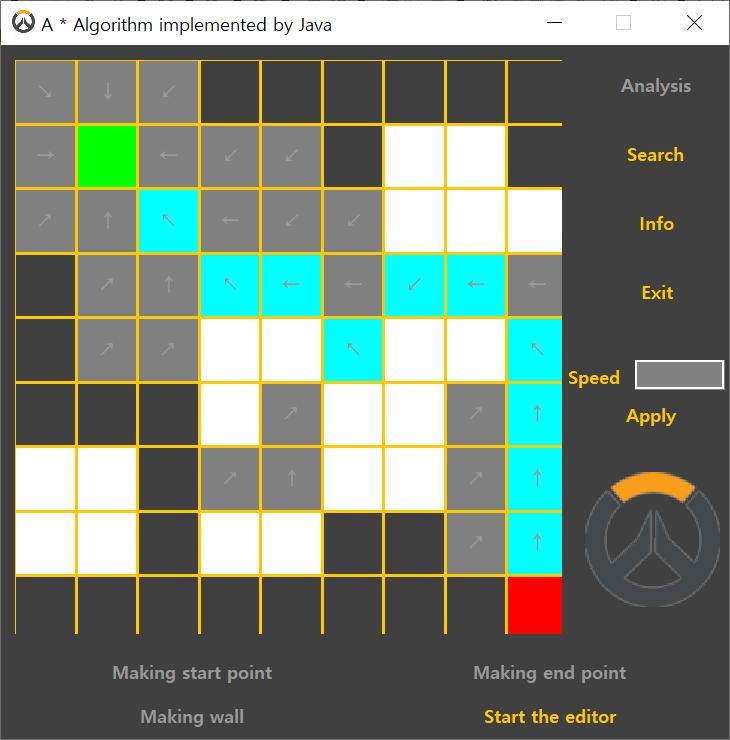 A * Algorithm implemented by Java
Analysis
Search
Info
Exit
Speed
Apply
Making start point
Making end point
Making wall
Start the editor